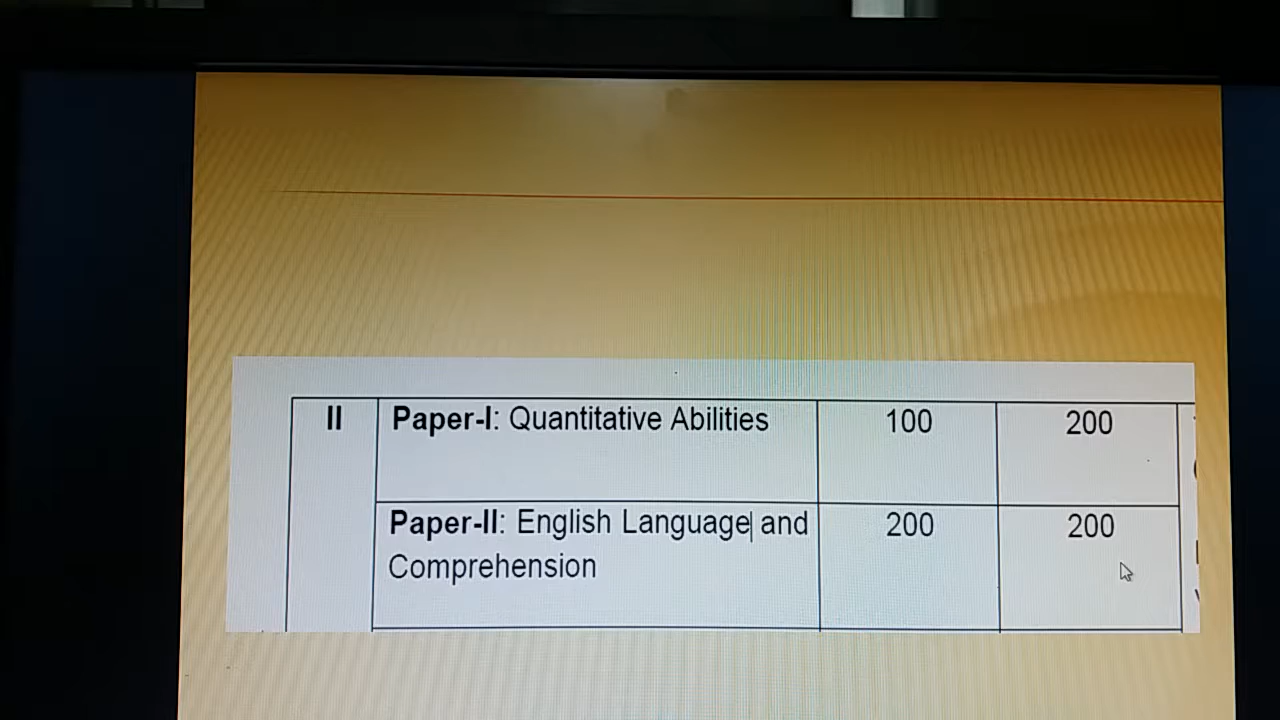 II Paper-I: Quantitative Abilities 100 200
Paper-II: English Language and 200 200
Comprehension